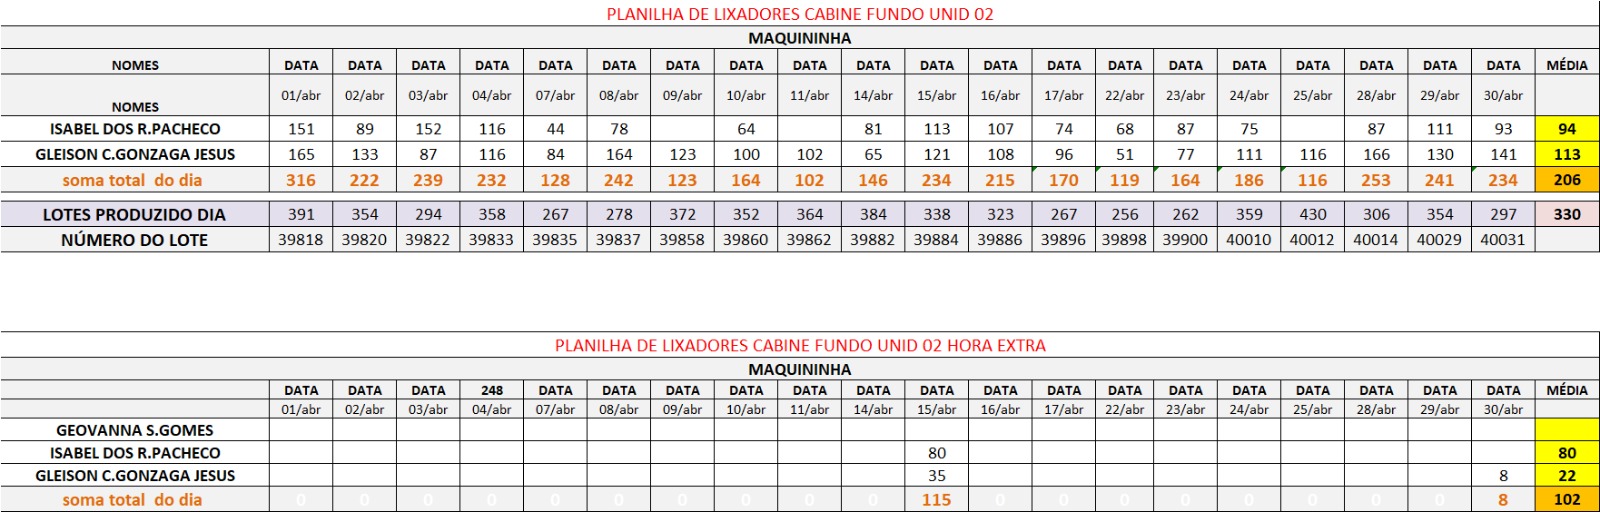 PLANILHA DE LIXADORES CABINE FUNDO UNID 02
MAQUININHA
NOMES DATA DATA DATA DATA DATA DATA DATA DATA DATA DATA DATA DATA DATA DATA DATA DATA DATA DATA DATA DATA MÉDIA
NOMES 01/abr 02/abr 03/abr 04/abr 07/abr 08/abr 09/abr 10/abr 11/abr 14/abr 15/abr 16/abr 17/abr 22/abr 23/abr 24/abr 25/abr 28/abr 29/abr 30/abr
ISABEL DOS R.PACHECO 151 89 152 116 44 78 64 81 113 107 74 68 87 75 87 111 93 94
GLEISON C.GONZAGA JESUS 165 133 87 116 84 164 123 100 102 65 121 108 96 51 77 111 116 166 130 141 113
soma total do dia 316 222 239 232 128 242 123 164 102 146 234 215 170 119 164 186 116 253 241 234 206
LOTES PRODUZIDO DIA 391 354 294 358 267 278 372 352 364 384 338 323 267 256 262 359 430 306 354 297 330
NÚMERO DO LOTE 39818 39820 39822 39833 39835 39837 39858 39860 39862 39882 39884 39886 39896 39898 39900 40010 40012 40014 40029 40031
PLANILHA DE LIXADORES CABINE FUNDO UNID 02 HORA EXTRA
MAQUININHA
DATA DATA DATA 248 DATA DATA DATA DATA DATA DATA DATA DATA DATA DATA DATA DATA DATA DATA DATA DATA MÉDIA
01/abr 02/abr 03/abr 04/abr 07/abr 08/abr 09/abr 10/abr 11/abr 14/abr 15/abr 16/abr 17/abr 22/abr 23/abr 24/abr 25/abr 28/abr 29/abr 30/abr
GEOVANNA S.GOMES
ISABEL DOS R.PACHECO 80 80
GLEISON C.GONZAGA JESUS 35 8 22
soma total do dia 0 0 0 0 0 0 0 0 0 0 115 0 0 0 0 0 0 0 0 8 102